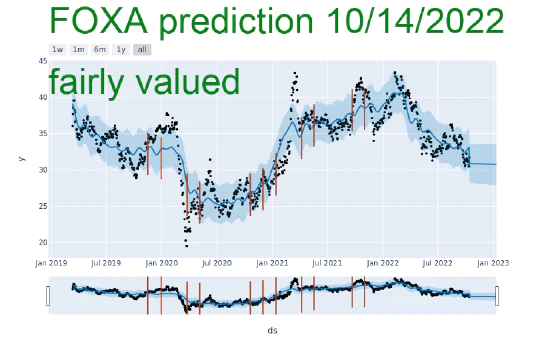 FOXA prediction 10/14/2022
1w 1m 6m 1y all
fairly valued
45
40
35
30
25
20
y
Jan 2019 Jul 2019 Jan 2020 Jul 2020 Jan 2021 Jul 2021 Jan 2022 Jul 2022 Jan 2023
ds